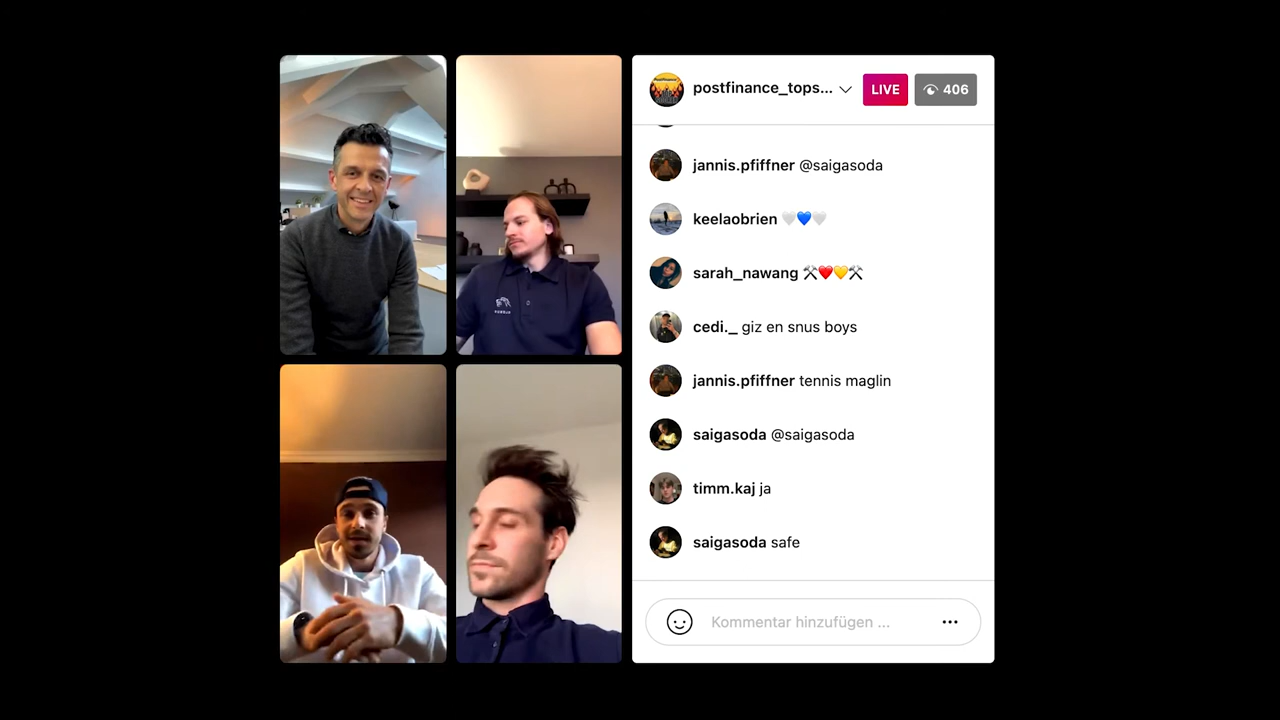 postfinance_tops...
LIVE
406
jannis.pfiffner @saigasoda
keelaobrien 🤍💙🤍
sarah_nawang ⚒️❤️💛⚒️
cedi._ giz en snus boys
jannis.pfiffner tennis maglin
saigasoda @saigasoda
timm.kaj ja
saigasoda safe
Kommentar hinzufügen ...